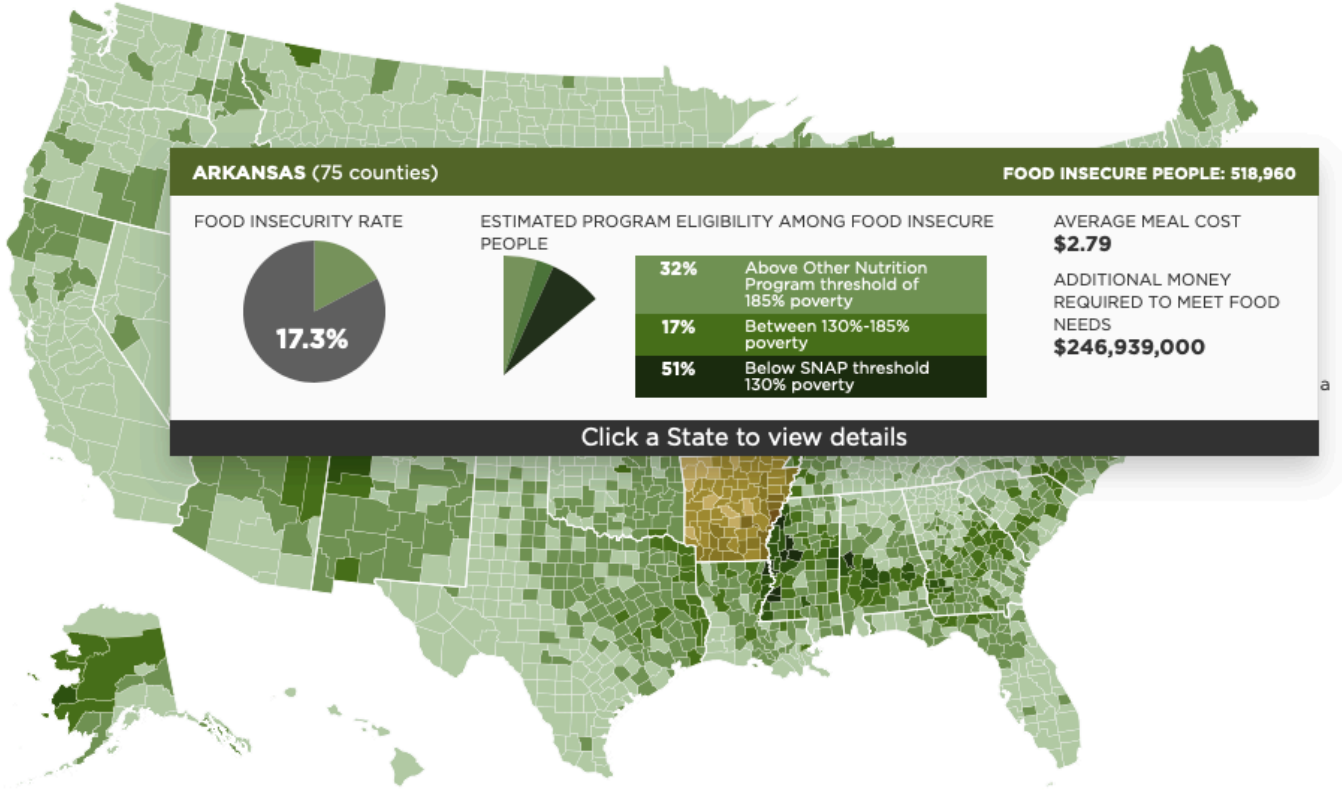 ARKANSAS (75 counties)
FOOD INSECURE PEOPLE: 518,960
FOOD INSECURITY RATE
17.3%
ESTIMATED PROGRAM ELIGIBILITY AMONG FOOD INSECURE
PEOPLE
32%
Above Other Nutrition
Program threshold of
185% poverty
17%
Between 130%-185%
poverty
51%
Below SNAP threshold
130% poverty
AVERAGE MEAL COST
$2.79
ADDITIONAL MONEY
REQUIRED TO MEET FOOD
NEEDS
$246,939,000
a
Click a State to view details